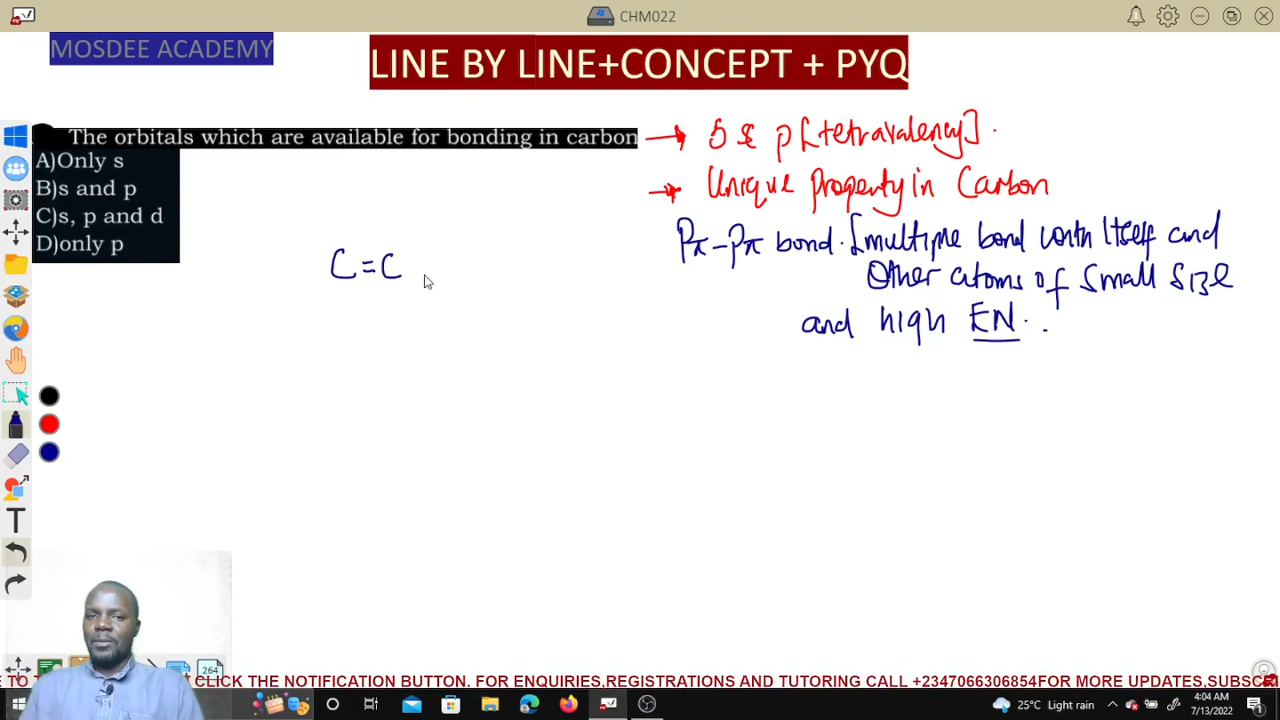 CHM022
MOSDEE ACADEMY
LINE BY LINE+CONCEPT + PYQ
The orbitals which are available for bonding in carbon
A)Only s
B)s and p
C)s, p and d
D)only p
→ s & p [tetravalency].
→ Unique Property in Carbon
Pπ-Pπ bond. [multiple bond with Itself and
Other atoms of small size
and high EN.
C=C
T
264
CLICK THE NOTIFICATION BUTTON. FOR ENQUIRIES,REGISTRATIONS AND TUTORING CALL +2347066306854FOR MORE UPDATES,SUBSCRI
25°C Light rain
4:04 AM
7/13/2022